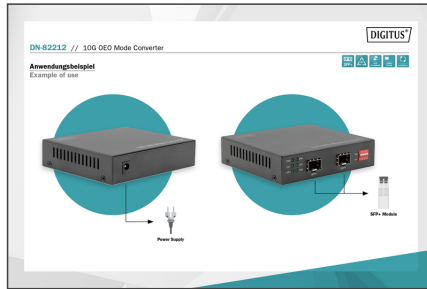 DIGITUS®
DN-82212 // 10G OEO Mode Converter
Anwendungsbeispiel
Example of use
Power Supply
SFP+ Module